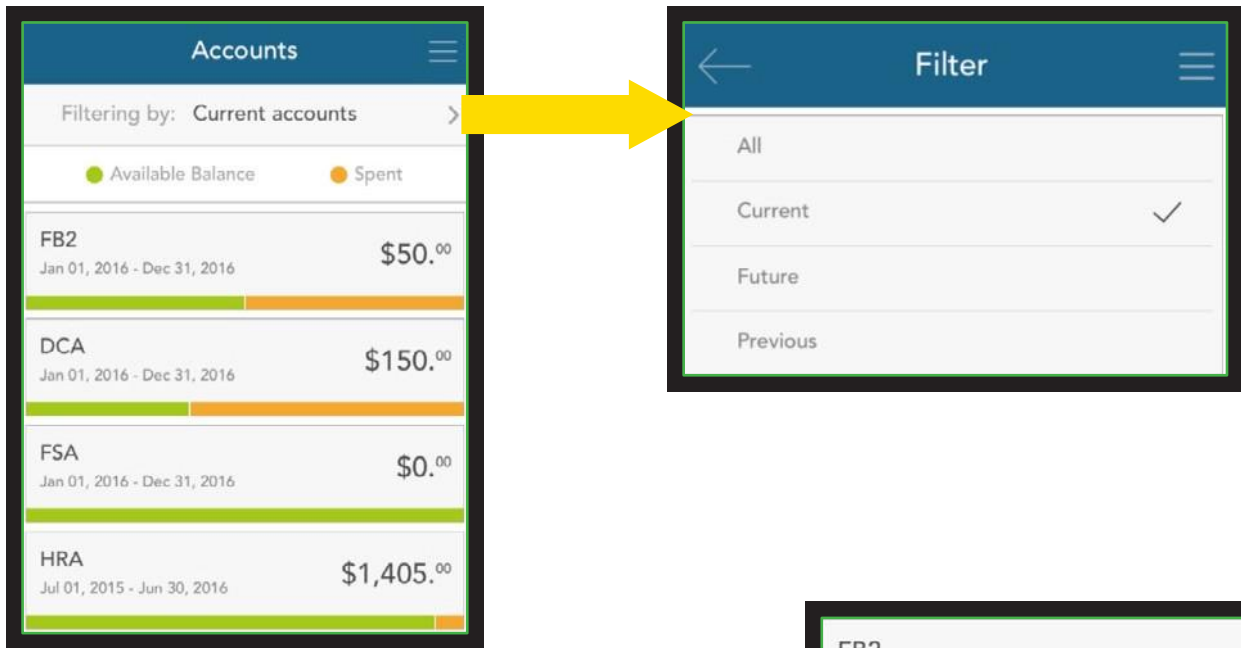 Accounts
Filtering by: Current accounts
Available Balance Spent
FB2
$50.00
Jan 01, 2016 - Dec 31, 2016
DCA
$150.00
Jan 01, 2016 - Dec 31, 2016
FSA
$0.00
Jan 01, 2016 - Dec 31, 2016
HRA
$1,405.00
Jul 01, 2015 - Jun 30, 2016
Filter
All
Current
Future
Previous
FB2